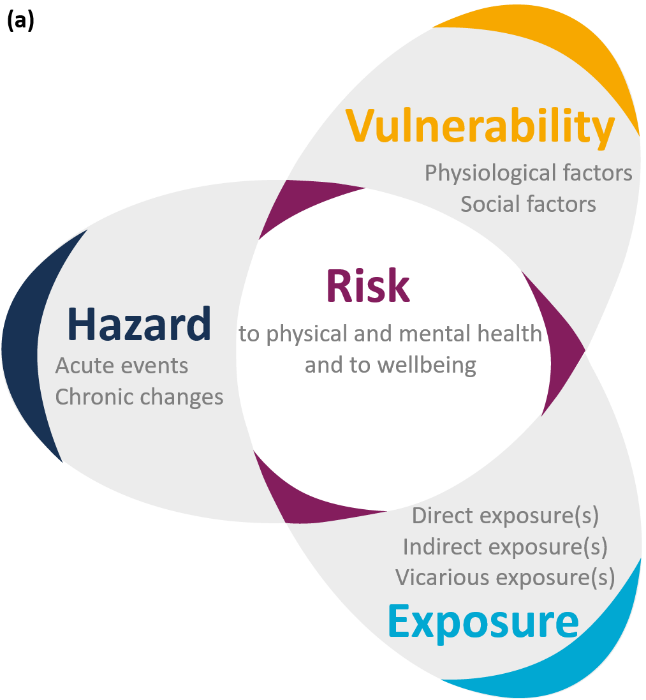 (a)
Vulnerability
Physiological factors
Social factors
Risk
to physical and mental health
and to wellbeing
Hazard
Acute events
Chronic changes
Direct exposure(s)
Indirect exposure(s)
Vicarious exposure(s)
Exposure